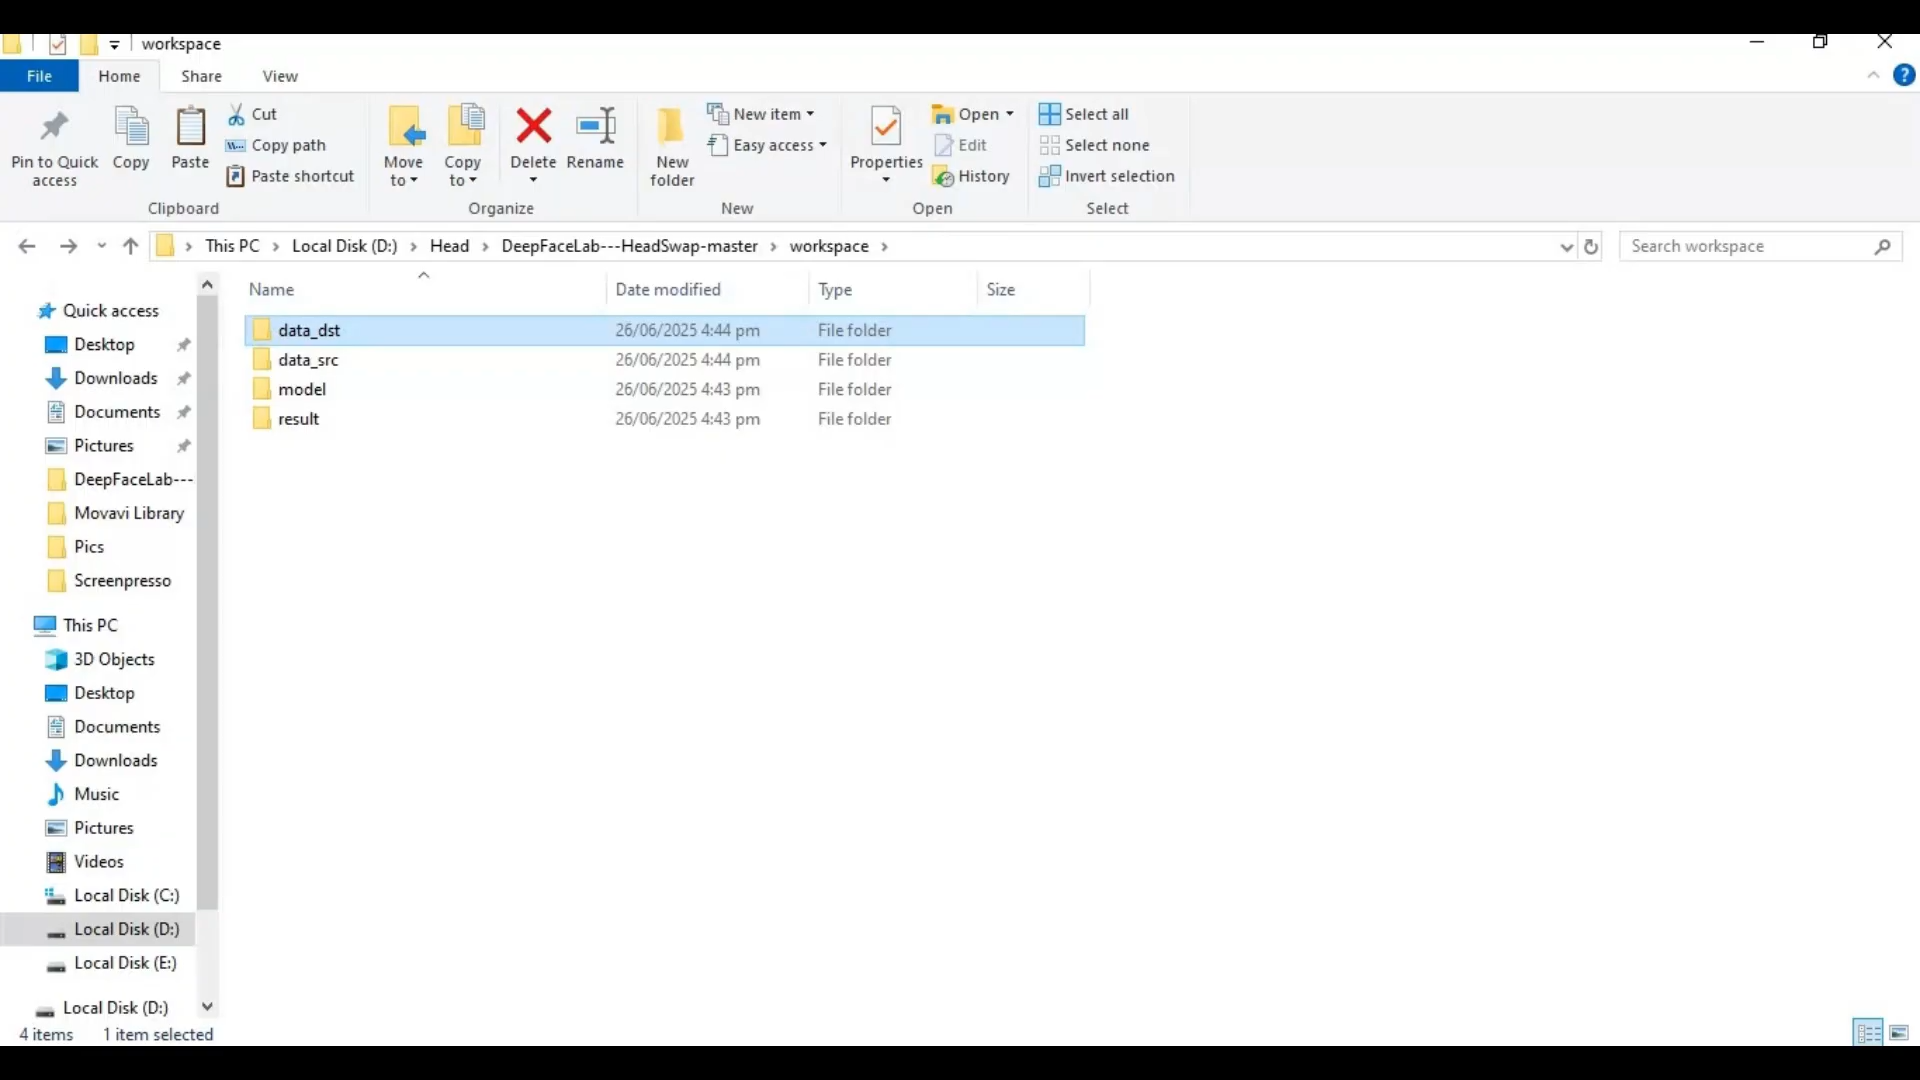 workspace
File Home Share View
Pin to Quick access
Copy
Paste
Cut
Copy path
Paste shortcut
Clipboard
Move to
Copy to
Delete
Rename
Organize
New folder
New item
Easy access
New
Properties
Open
Edit
History
Open
Select all
Select none
Invert selection
Select
This PC > Local Disk (D:) > Head > DeepFaceLab---HeadSwap-master > workspace >
Search workspace
Name Date modified Type Size
data_dst 26/06/2025 4:44 pm File folder
data_src 26/06/2025 4:44 pm File folder
model 26/06/2025 4:43 pm File folder
result 26/06/2025 4:43 pm File folder
Quick access
Desktop
Downloads
Documents
Pictures
DeepFaceLab---
Movavi Library
Pics
Screenpresso
This PC
3D Objects
Desktop
Documents
Downloads
Music
Pictures
Videos
Local Disk (C:)
Local Disk (D:)
Local Disk (E:)
Local Disk (D:)
4 items 1 item selected